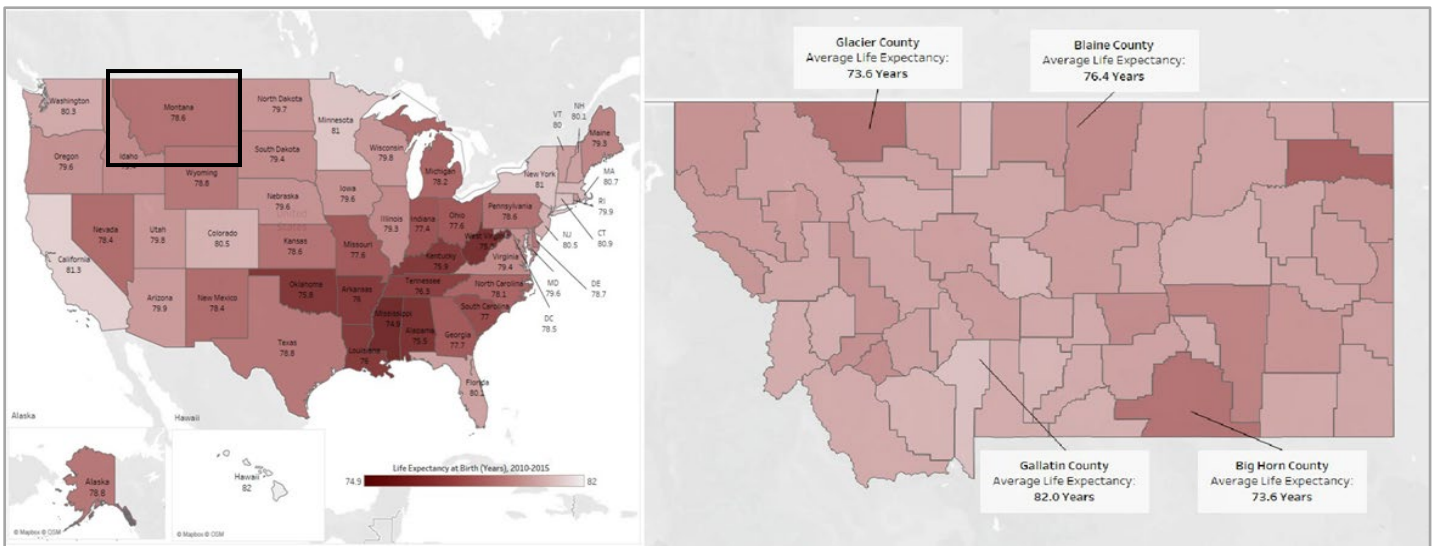 Washington
80.3
Montana
78.6
North Dakota
79.7
Minnesota
81
VT
80
NH
80.1
Maine
79.3
Oregon
79.6
Idaho
South Dakota
79.4
Wisconsin
79.8
Michigan
78.2
New York
81
MA
80.7
Wyoming
78.8
RI
79.9
Nebraska
79.6
Iowa
79.6
Pennsylvania
78.6
CT
80.9
NJ
80.5
Nevada
78.4
Utah
79.8
Colorado
80.5
Illinois
79.3
Indiana
77.4
Ohio
77.6
West Virginia
California
81.3
Kansas
78.6
Missouri
77.6
Kentucky
75.9
Virginia
79.4
DE
78.7
MD
79.6
DC
78.5
Arizona
79.9
New Mexico
78.4
Oklahoma
75.8
Arkansas
76
Tennessee
76.3
North Carolina
78.1
South Carolina
77
Mississippi
74.9
Alabama
75.5
Georgia
77.7
Texas
78.8
Louisiana
76
Florida
80.1
Alaska
Hawaii
Alaska
78.8
Hawaii
82
© Mapbox © OSM
© Mapbox © OSM
Life Expectancy at Birth (Years), 2010-2015
74.9
82
Glacier County
Average Life Expectancy:
73.6 Years
Blaine County
Average Life Expectancy:
76.4 Years
Gallatin County
Average Life Expectancy:
82.0 Years
Big Horn County
Average Life Expectancy:
73.6 Years